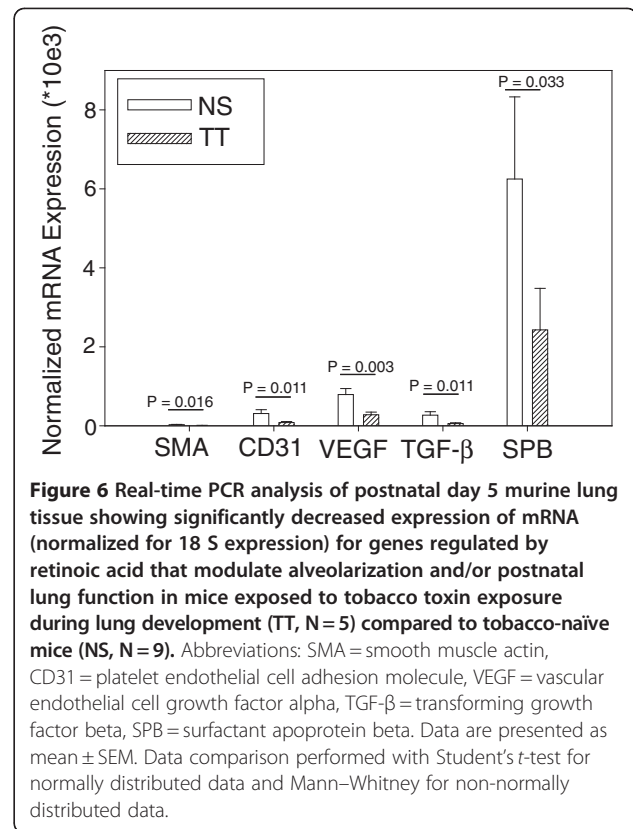 Normalized mRNA Expression (*10e3)
8
6
4
2
0
NS
TT
P = 0.016
P = 0.011
P = 0.003
P = 0.011
P = 0.033
SMA CD31 VEGF TGF-β SPB
Figure 6 Real-time PCR analysis of postnatal day 5 murine lung
tissue showing significantly decreased expression of mRNA
(normalized for 18 S expression) for genes regulated by
retinoic acid that modulate alveolarization and/or postnatal
lung function in mice exposed to tobacco toxin exposure
during lung development (TT, N = 5) compared to tobacco-naïve
mice (NS, N = 9). Abbreviations: SMA = smooth muscle actin,
CD31 = platelet endothelial cell adhesion molecule, VEGF = vascular
endothelial cell growth factor alpha, TGF-β = transforming growth
factor beta, SPB = surfactant apoprotein beta. Data are presented as
mean ± SEM. Data comparison performed with Student's t-test for
normally distributed data and Mann–Whitney for non-normally
distributed data.